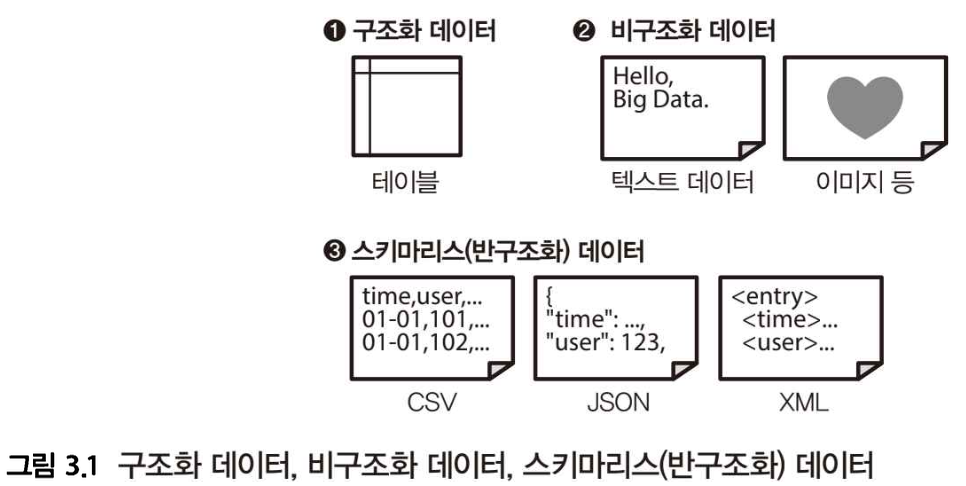 ❶ 구조화 데이터
❷ 비구조화 데이터
Hello,
Big Data.
테이블
텍스트 데이터
이미지 등
❸ 스키마리스(반구조화) 데이터
time,user,...
01-01,101,...
01-01,102,...
{
"time": ...,
"user": 123,
<entry>
<time>...
<user>...
CSV
JSON
XML
그림 3.1 구조화 데이터, 비구조화 데이터, 스키마리스(반구조화) 데이터